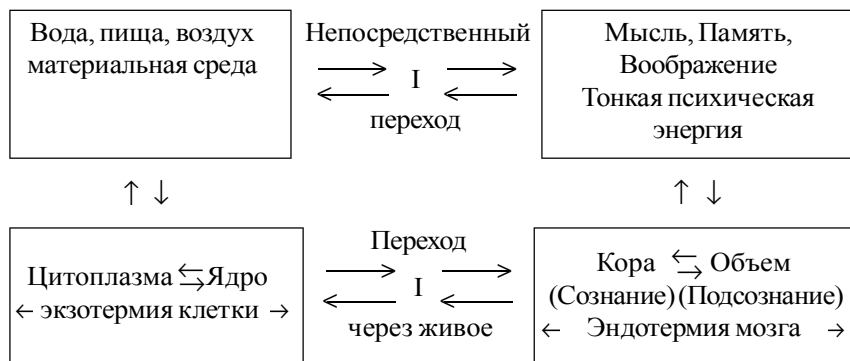 Вода, пища, воздух
материальная среда
Непосредственный
I
переход
Мысль, Память,
Воображение
Тонкая психическая
энергия
↑ ↓
↑ ↓
Цитоплазма ⇆ Ядро
← экзотермия клетки →
Переход
I
через живое
Кора ⇆ Объем
(Сознание) (Подсознание)
← Эндотермия мозга →